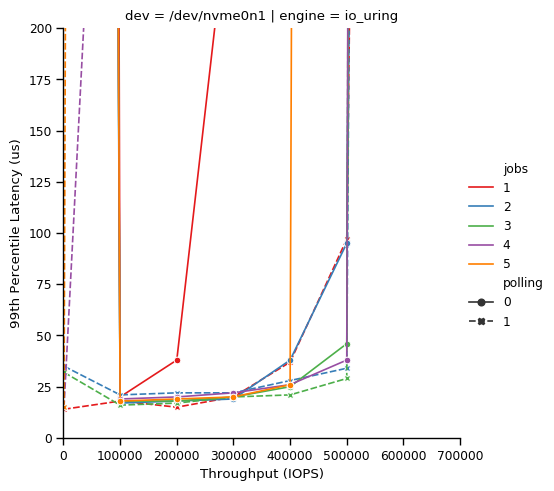 dev = /dev/nvme0n1 | engine = io_uring
200
175
150
125
100
75
50
25
0
99th Percentile Latency (us)
0 100000 200000 300000 400000 500000 600000 700000
Throughput (IOPS)
jobs
1
2
3
4
5
polling
0
1